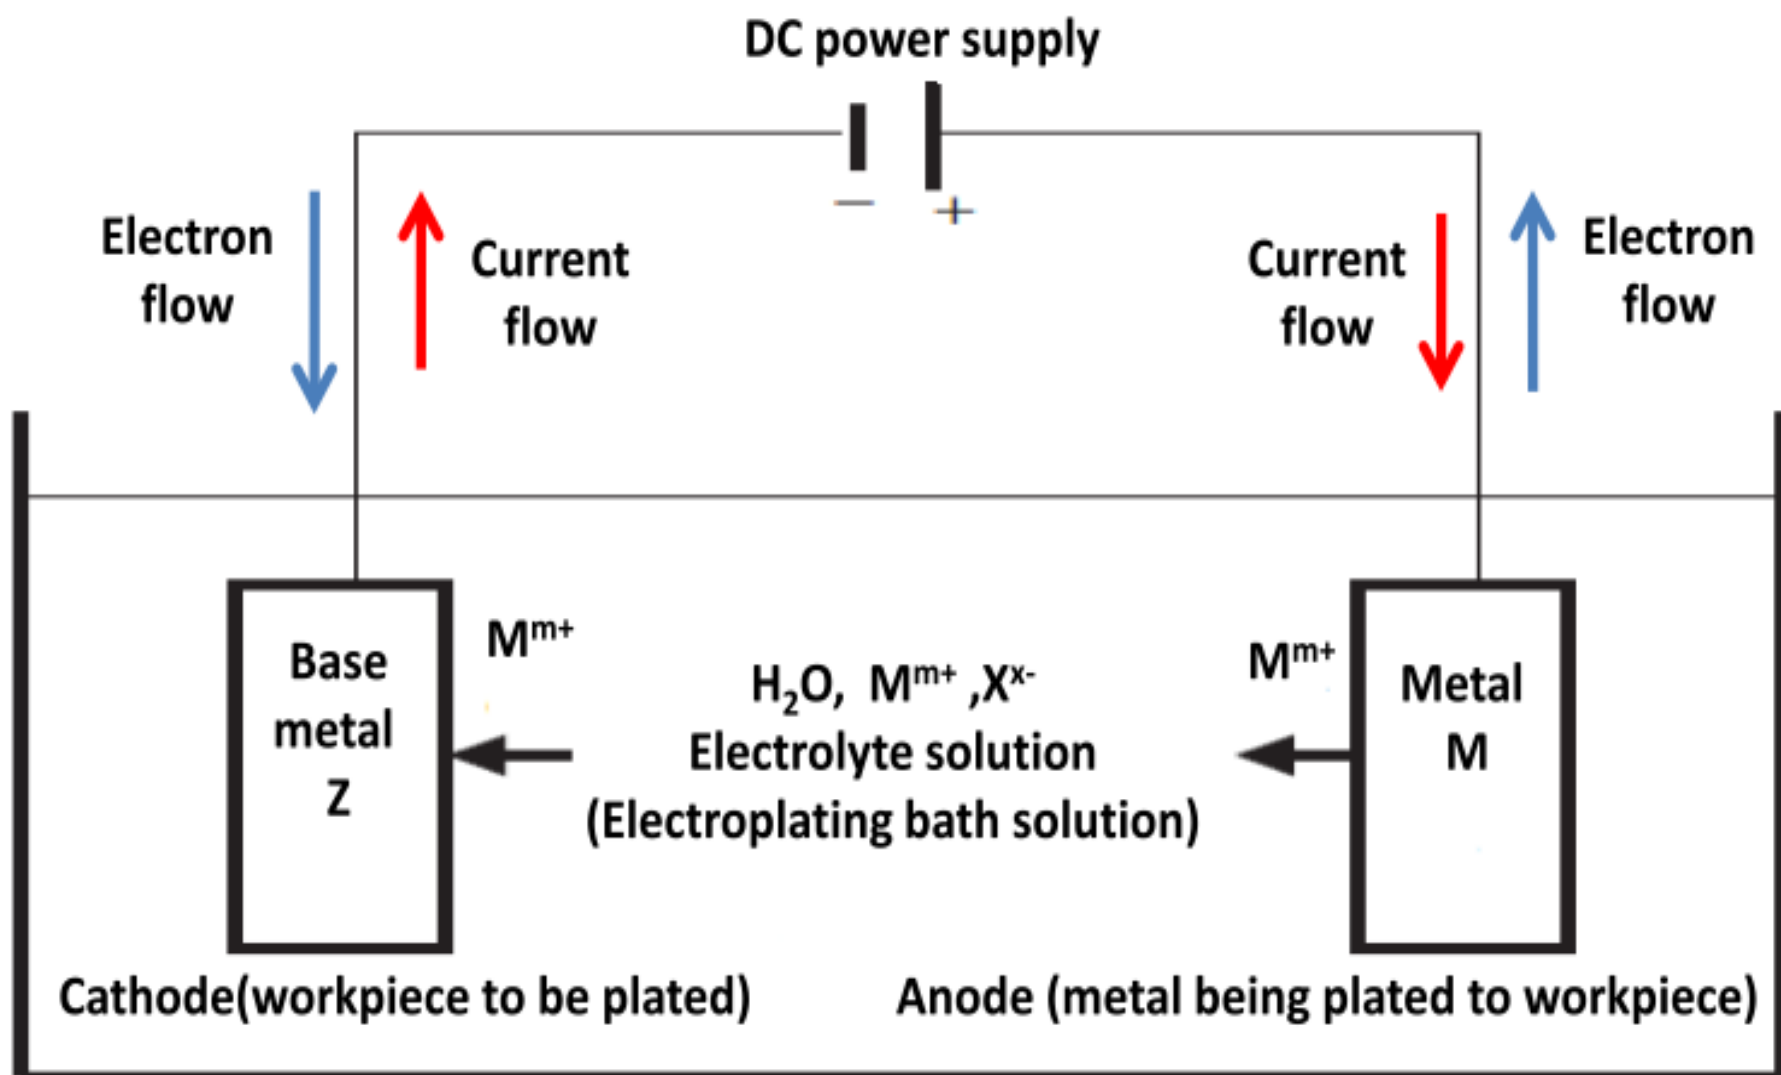 DC power supply
− +
Electron
flow
Current
flow
Current
flow
Electron
flow
Base
metal
Z
Mᵐ⁺
H₂O, Mᵐ⁺ ,Xˣ⁻
Electrolyte solution
(Electroplating bath solution)
Mᵐ⁺
Metal
M
Cathode(workpiece to be plated)
Anode (metal being plated to workpiece)